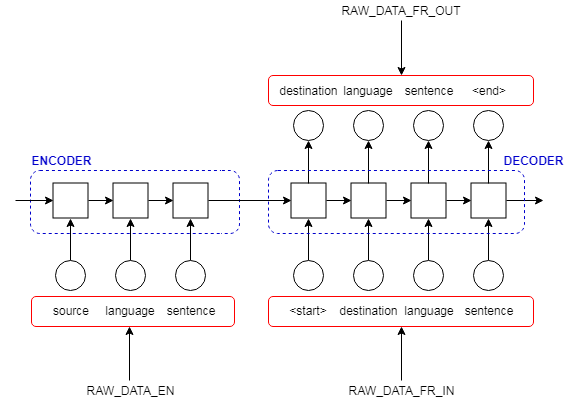 RAW_DATA_FR_OUT
destination language sentence <end>
ENCODER
DECODER
source language sentence
<start> destination language sentence
RAW_DATA_EN
RAW_DATA_FR_IN